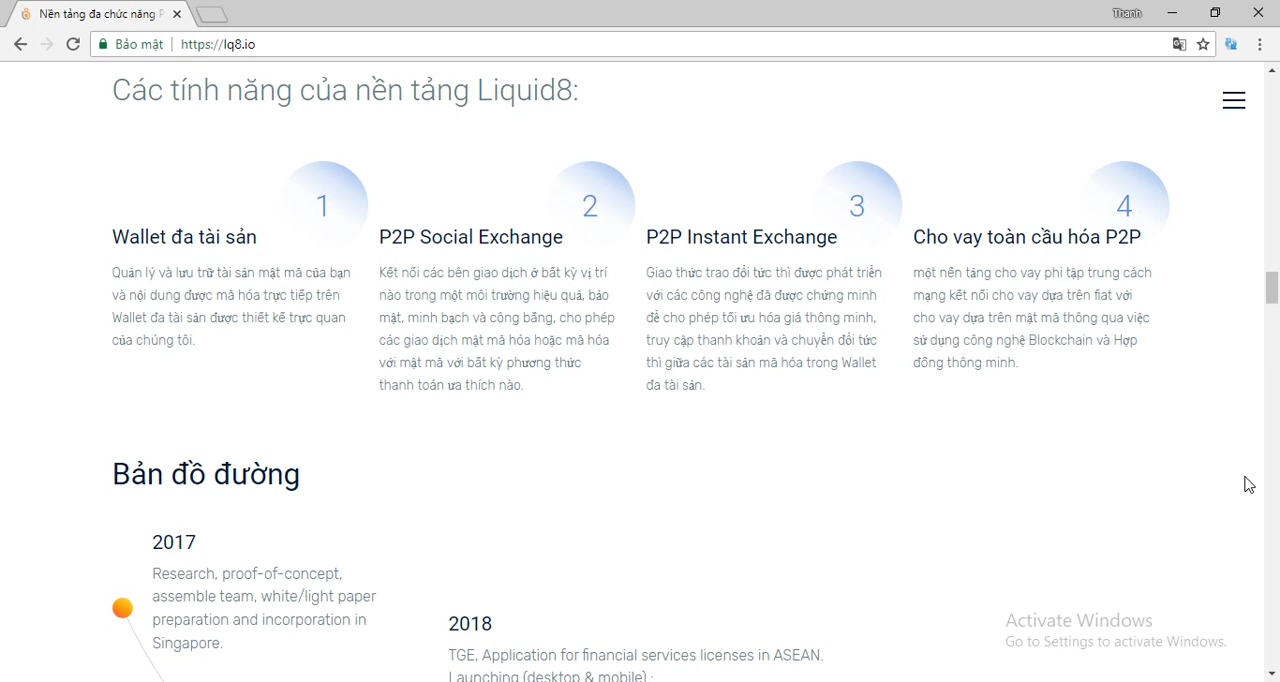 Nền tảng đa chức năng P
Thanh
Bảo mật https://lq8.io
Các tính năng của nền tảng Liquid8:
1
2
3
4
Wallet đa tài sản
Quản lý và lưu trữ tài sản mật mã của bạn
và nội dung được mã hóa trực tiếp trên
Wallet đa tài sản được thiết kế trực quan
của chúng tôi.
P2P Social Exchange
Kết nối các bên giao dịch ở bất kỳ vị trí
nào trong một môi trường hiệu quả, bảo
mật, minh bạch và công bằng, cho phép
các giao dịch mật mã hóa hoặc mã hóa
với mật mã với bất kỳ phương thức
thanh toán ưa thích nào.
P2P Instant Exchange
Giao thức trao đổi tức thì được phát triển
với các công nghệ đã được chứng minh
để cho phép tối ưu hóa giá thông minh,
truy cập thanh khoản và chuyển đổi tức
thì giữa các tài sản mã hóa trong Wallet
đa tài sản.
Cho vay toàn cầu hóa P2P
một nền tảng cho vay phi tập trung cách
mạng kết nối cho vay dựa trên fiat với
cho vay dựa trên mật mã thông qua việc
sử dụng công nghệ Blockchain và Hợp
đồng thông minh.
Bản đồ đường
2017
Research, proof-of-concept,
assemble team, white/light paper
preparation and incorporation in
Singapore.
2018
TGE, Application for financial services licenses in ASEAN.
Launching (desktop & mobile) :
Activate Windows
Go to Settings to activate Windows.